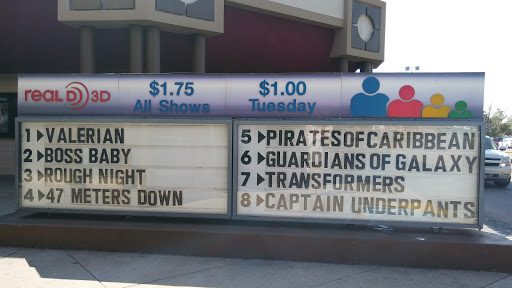 REAL D 3D
$1.75
All Shows
$1.00
Tuesday
1 ▶ VALERIAN
2 ▶ BOSS BABY
3 ▶ ROUGH NIGHT
4 ▶ 47 METERS DOWN
5 ▶ PIRATES OF CARIBBEAN
6 ▶ GUARDIANS OF GALAXY
7 ▶ TRANSFORMERS
8 ▶ CAPTAIN UNDERPANTS